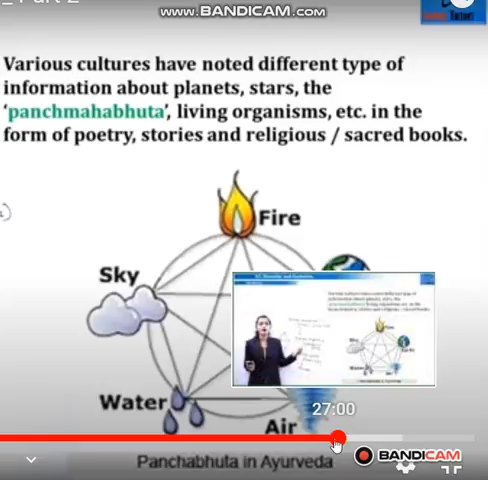 WWW.BANDICAM.COM
Various cultures have noted different type of
information about planets, stars, the
'panchmahabhuta', living organisms, etc. in the
form of poetry, stories and religious / sacred books.
Fire
Sky
Water
Air
27:00
BANDICAM
Panchabhuta in Ayurveda